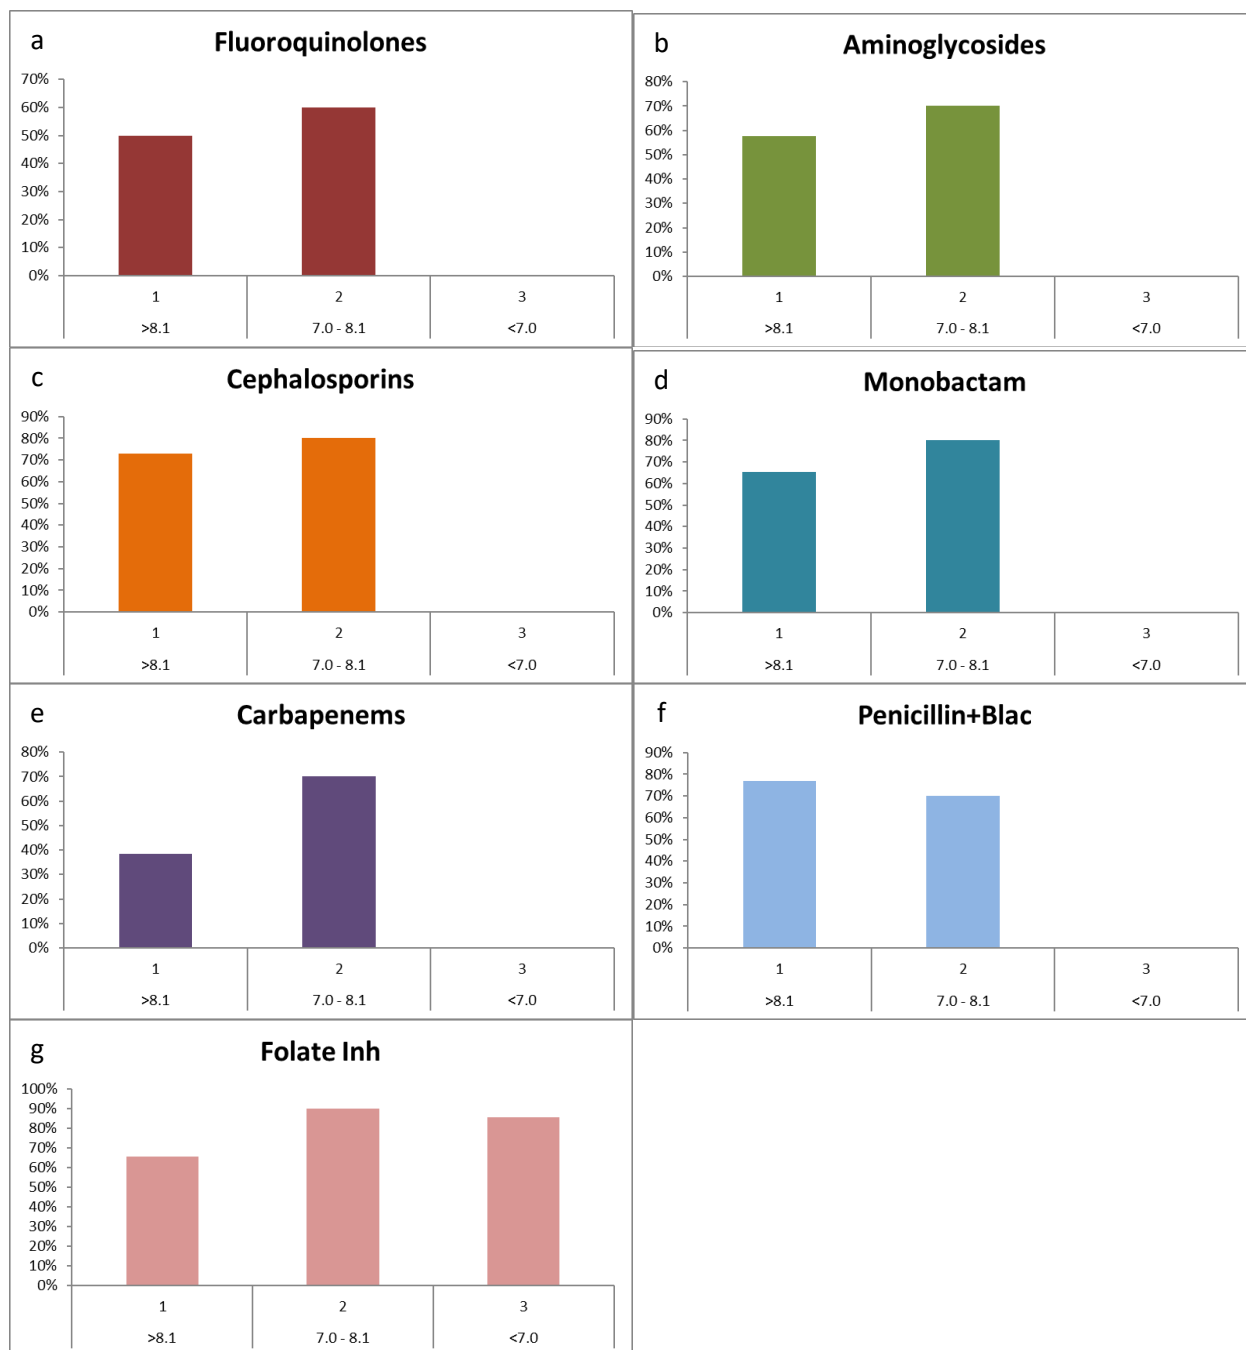 a
Fluoroquinolones
70%
60%
50%
40%
30%
20%
10%
0%
1 2 3
>8.1 7.0 - 8.1 <7.0
b
Aminoglycosides
80%
70%
60%
50%
40%
30%
20%
10%
0%
1 2 3
>8.1 7.0 - 8.1 <7.0
c
Cephalosporins
90%
80%
70%
60%
50%
40%
30%
20%
10%
0%
1 2 3
>8.1 7.0 - 8.1 <7.0
d
Monobactam
90%
80%
70%
60%
50%
40%
30%
20%
10%
0%
1 2 3
>8.1 7.0 - 8.1 <7.0
e
Carbapenems
80%
70%
60%
50%
40%
30%
20%
10%
0%
1 2 3
>8.1 7.0 - 8.1 <7.0
f
Penicillin+Blac
90%
80%
70%
60%
50%
40%
30%
20%
10%
0%
1 2 3
>8.1 7.0 - 8.1 <7.0
g
Folate Inh
100%
90%
80%
70%
60%
50%
40%
30%
20%
10%
0%
1 2 3
>8.1 7.0 - 8.1 <7.0